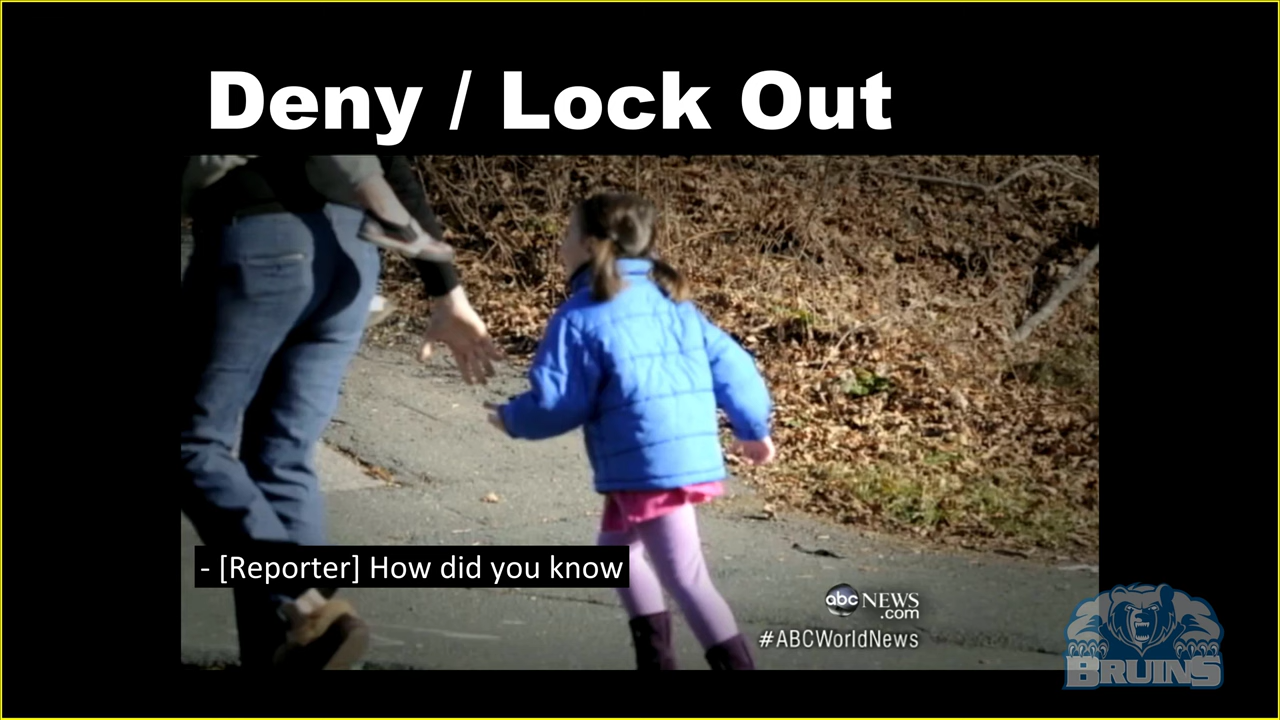 Deny / Lock Out
- [Reporter] How did you know
abc NEWS
.com
#ABCWorldNews
BRUINS